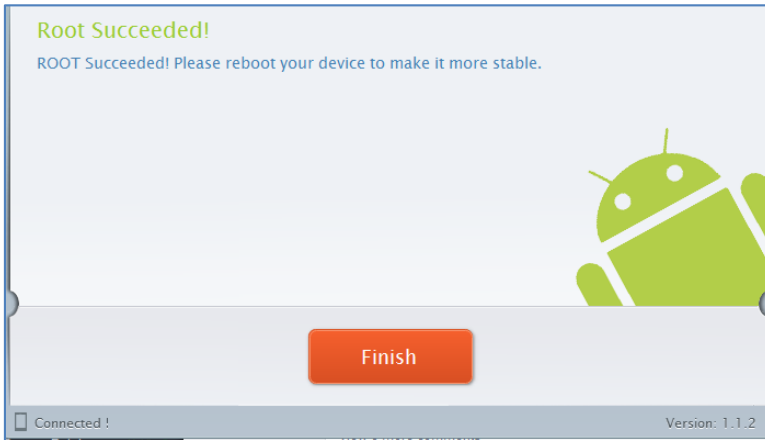 Root Succeeded!
ROOT Succeeded! Please reboot your device to make it more stable.
Finish
Connected !
Version: 1.1.2